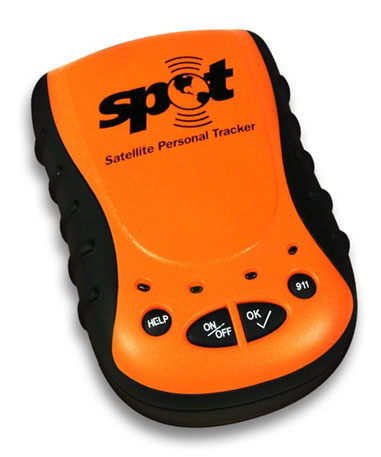 spot
Satellite Personal Tracker
HELP
ON/OFF
OK
911